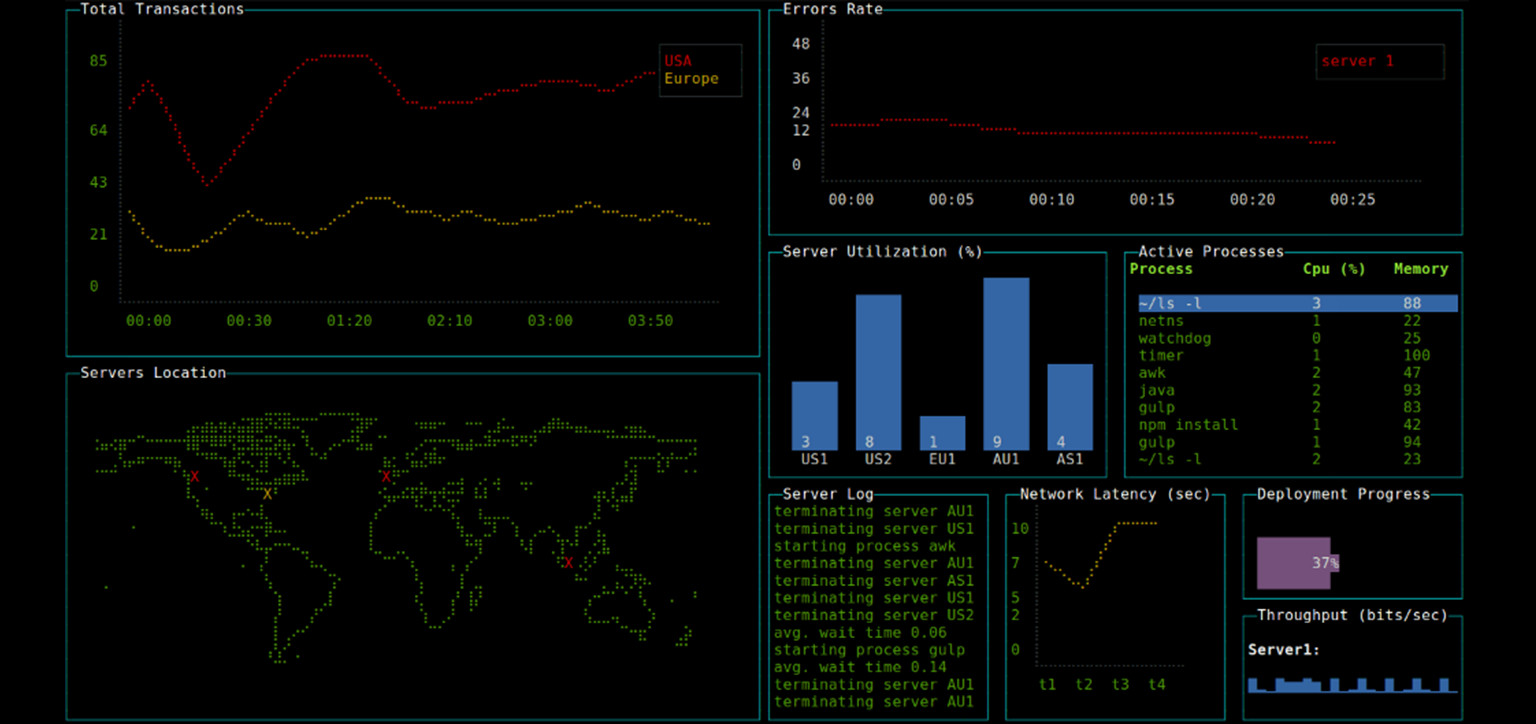 Total Transactions
85
64
43
21
0
USA
Europe
00:00 00:30 01:20 02:10 03:00 03:50
Servers Location
X
X
X
X
Errors Rate
48
36
24
12
0
server 1
00:00 00:05 00:10 00:15 00:20 00:25
Server Utilization (%)
3 8 1 9 4
US1 US2 EU1 AU1 AS1
Active Processes
Process Cpu (%) Memory
~/ls -l 3 88
netns 1 22
watchdog 0 25
timer 1 100
awk 2 47
java 2 93
gulp 2 83
npm install 1 42
gulp 1 94
~/ls -l 2 23
Server Log
terminating server AU1
terminating server US1
starting process awk
terminating server AU1
terminating server AS1
terminating server US1
terminating server US2
avg. wait time 0.06
starting process gulp
avg. wait time 0.14
terminating server AU1
terminating server AU1
Network Latency (sec)
10
7
5
2
0
t1 t2 t3 t4
Deployment Progress
37%
Throughput (bits/sec)
Server1: